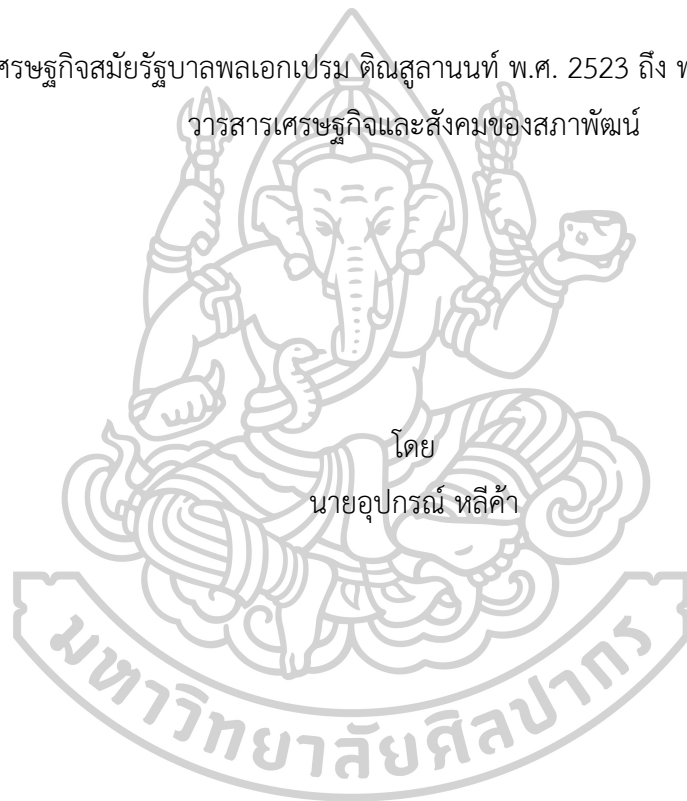 ศรษฐกิจสมัยรัฐบาลพลเอกเปรม ติณสูลานนท์ พ.ศ. 2523 ถึง พ
วารสารเศรษฐกิจและสังคมของสภาพัฒน์
โดย
นายอุปกรณ์ หลีค้า
มหาวิทยาลัยศิลปากร